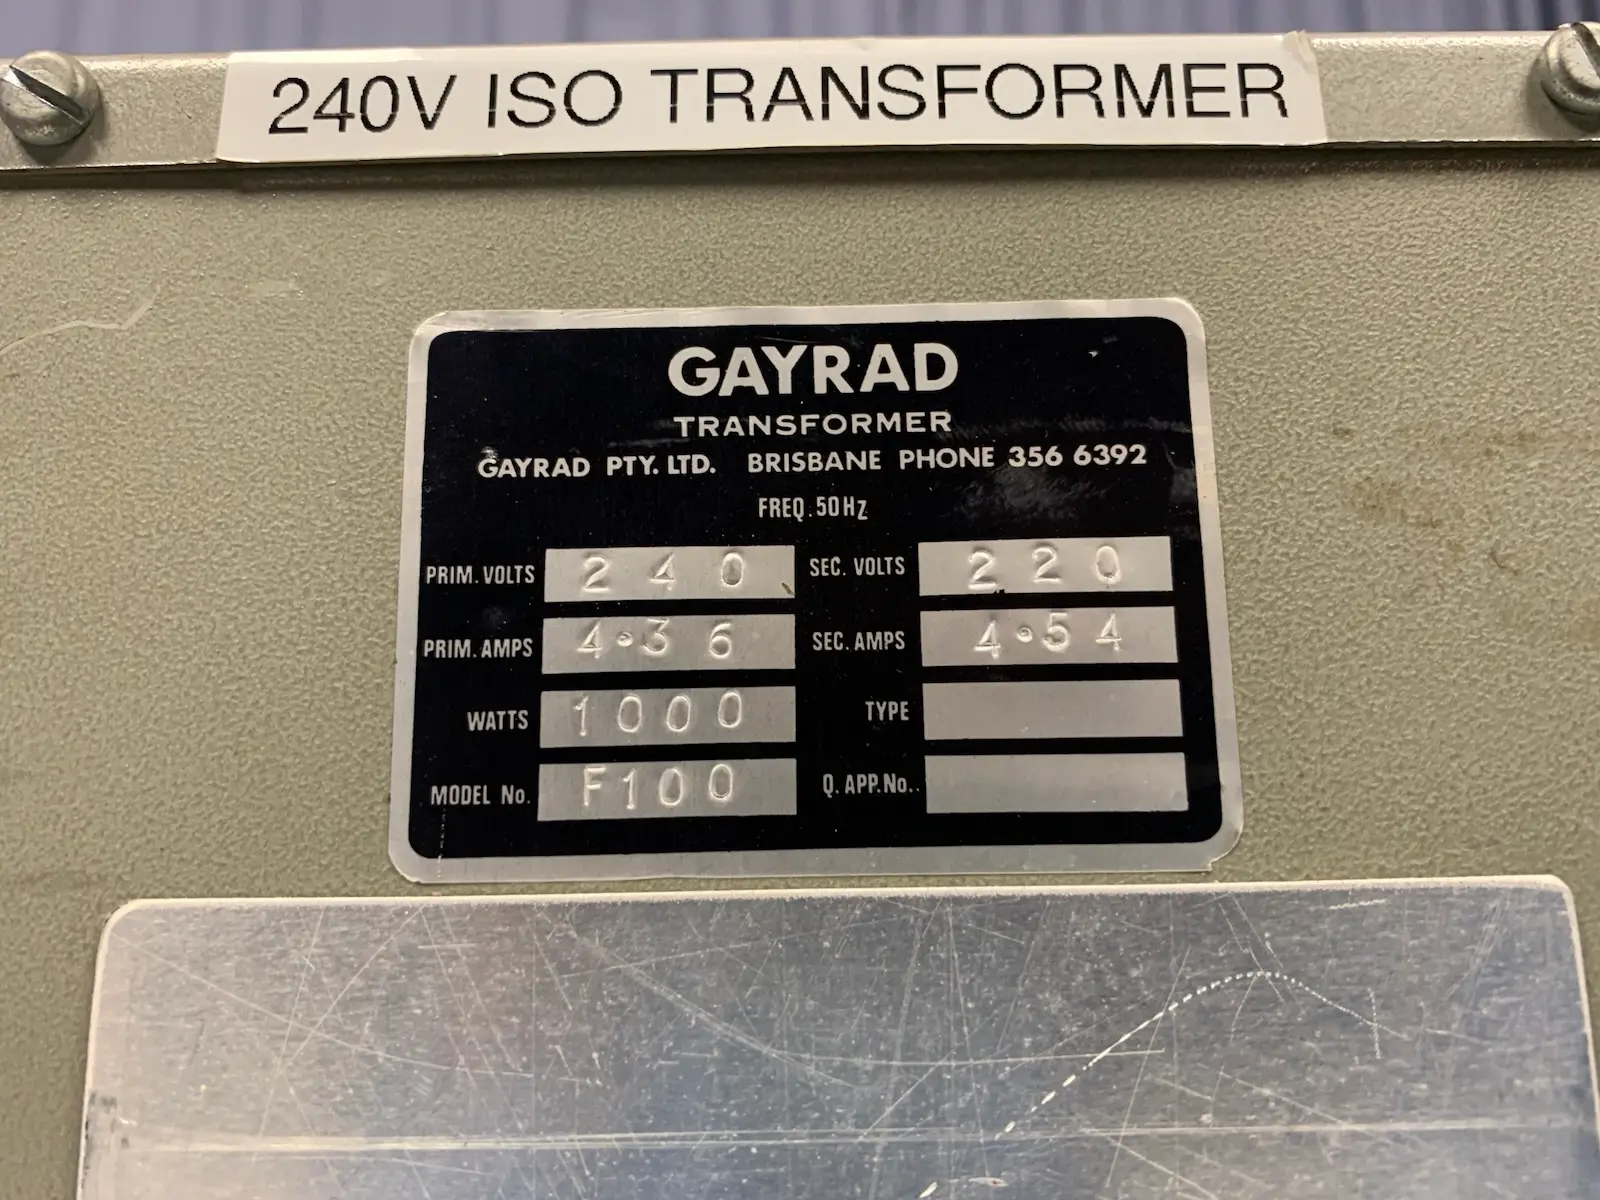 240V ISO TRANSFORMER
GAYRAD
TRANSFORMER
GAYRAD PTY. LTD. BRISBANE PHONE 356 6392
FREQ. 50Hz
PRIM. VOLTS 240 SEC. VOLTS 220
PRIM. AMPS 4.36 SEC. AMPS 4.54
WATTS 1000 TYPE
MODEL No. F100 Q. APP. No..